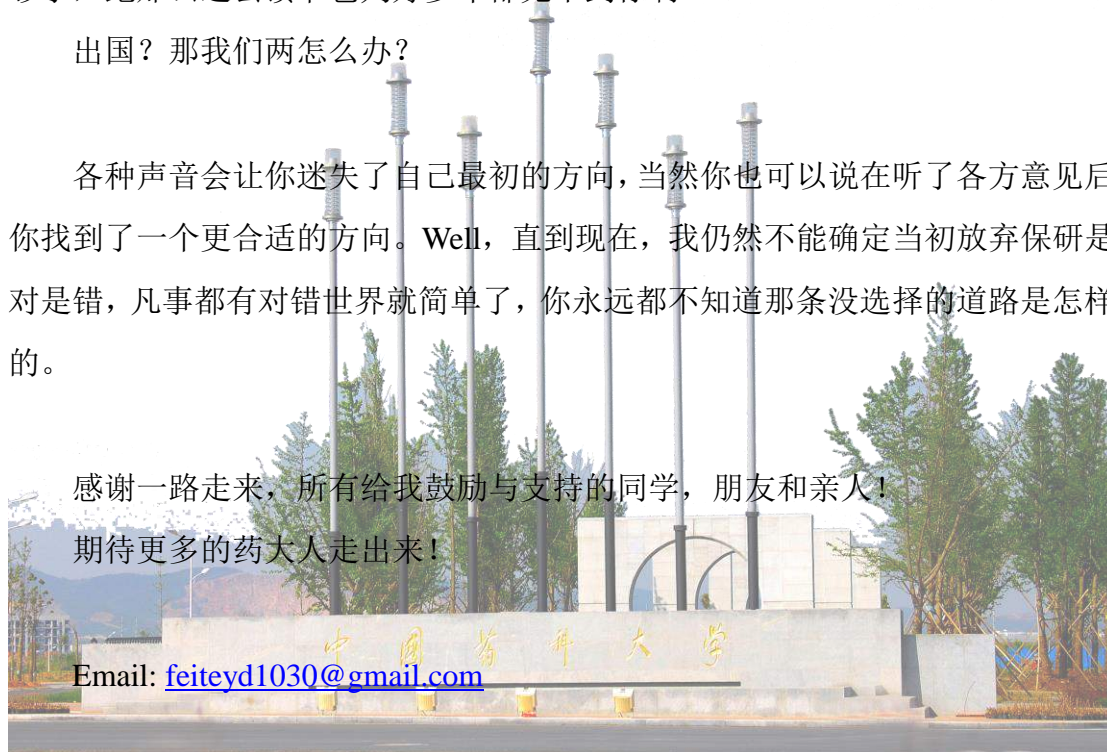 出国？那我们两怎么办？
各种声音会让你迷失了自己最初的方向，当然你也可以说在听了各方意见后
你找到了一个更合适的方向。Well，直到现在，我仍然不能确定当初放弃保研是
对是错，凡事都有对错世界就简单了，你永远都不知道那条没选择的道路是怎样
的。
感谢一路走来，所有给我鼓励与支持的同学，朋友和亲人！
期待更多的药大人走出来！
中国药科大学
Email: feiteyd1030@gmail.com